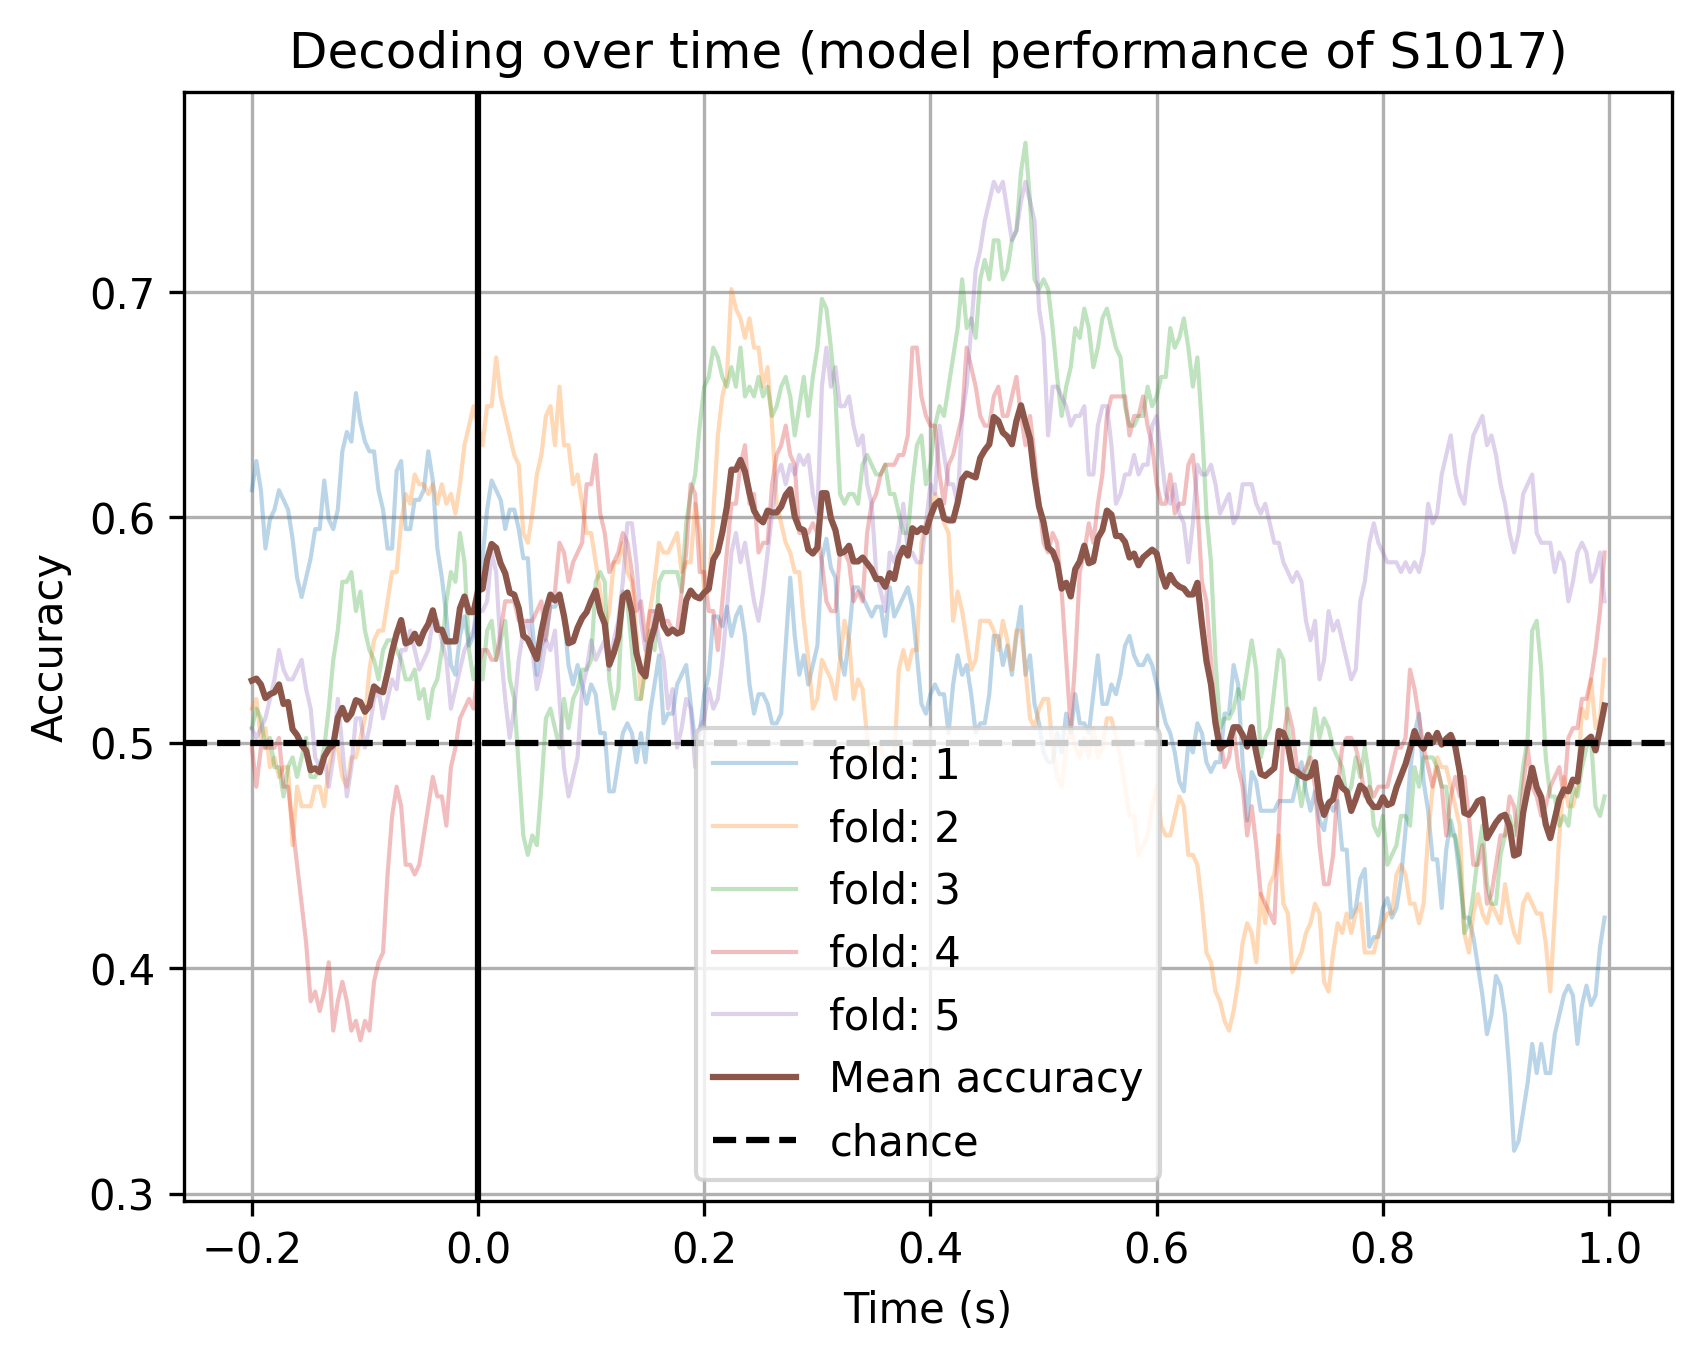 Decoding over time (model performance of S1017)
Accuracy
0.7
0.6
0.5
0.4
0.3
fold: 1
fold: 2
fold: 3
fold: 4
fold: 5
Mean accuracy
chance
−0.2 0.0 0.2 0.4 0.6 0.8 1.0
Time (s)